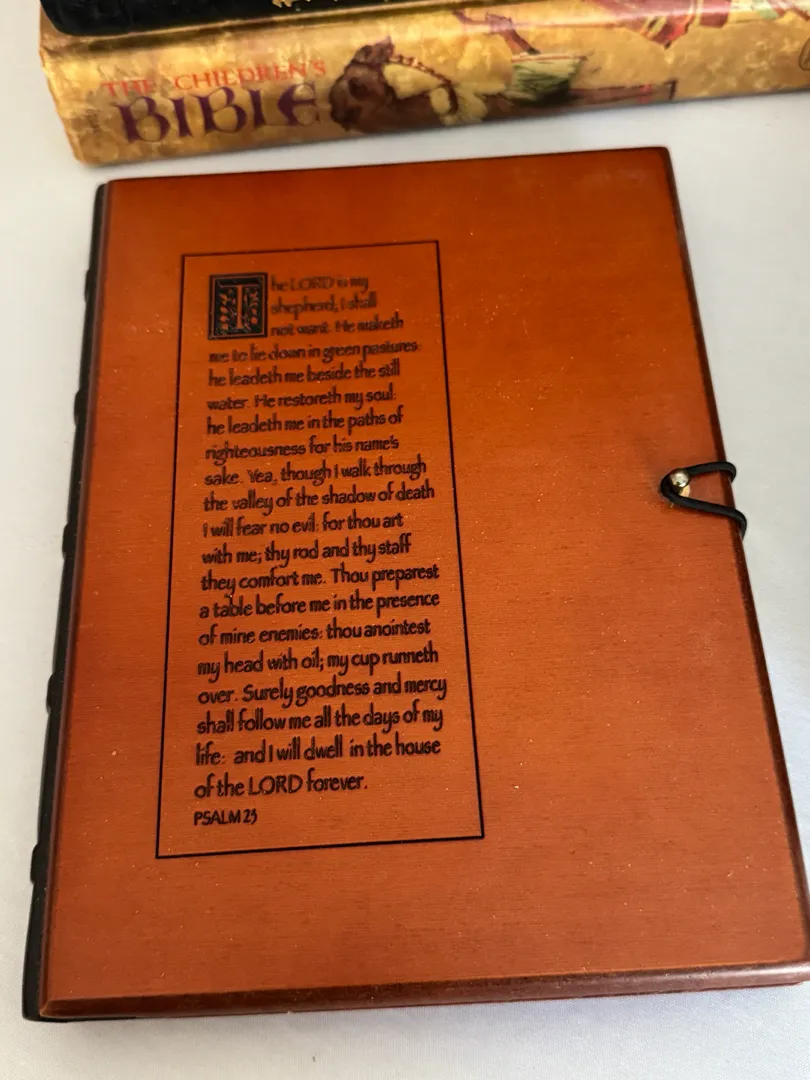 THE CHILDREN'S
BIBLE
The LORD is my
shepherd, I shall
not want. He maketh
me to lie down in green pastures:
he leadeth me beside the still
water. He restoreth my soul:
he leadeth me in the paths of
righteousness for his name's
sake. Yea, though I walk through
the valley of the shadow of death
I will fear no evil: for thou art
with me; thy rod and thy staff
they comfort me. Thou preparest
a table before me in the presence
of mine enemies: thou anointest
my head with oil; my cup runneth
over. Surely goodness and mercy
shall follow me all the days of my
life: and I will dwell in the house
of the LORD forever.
PSALM 23